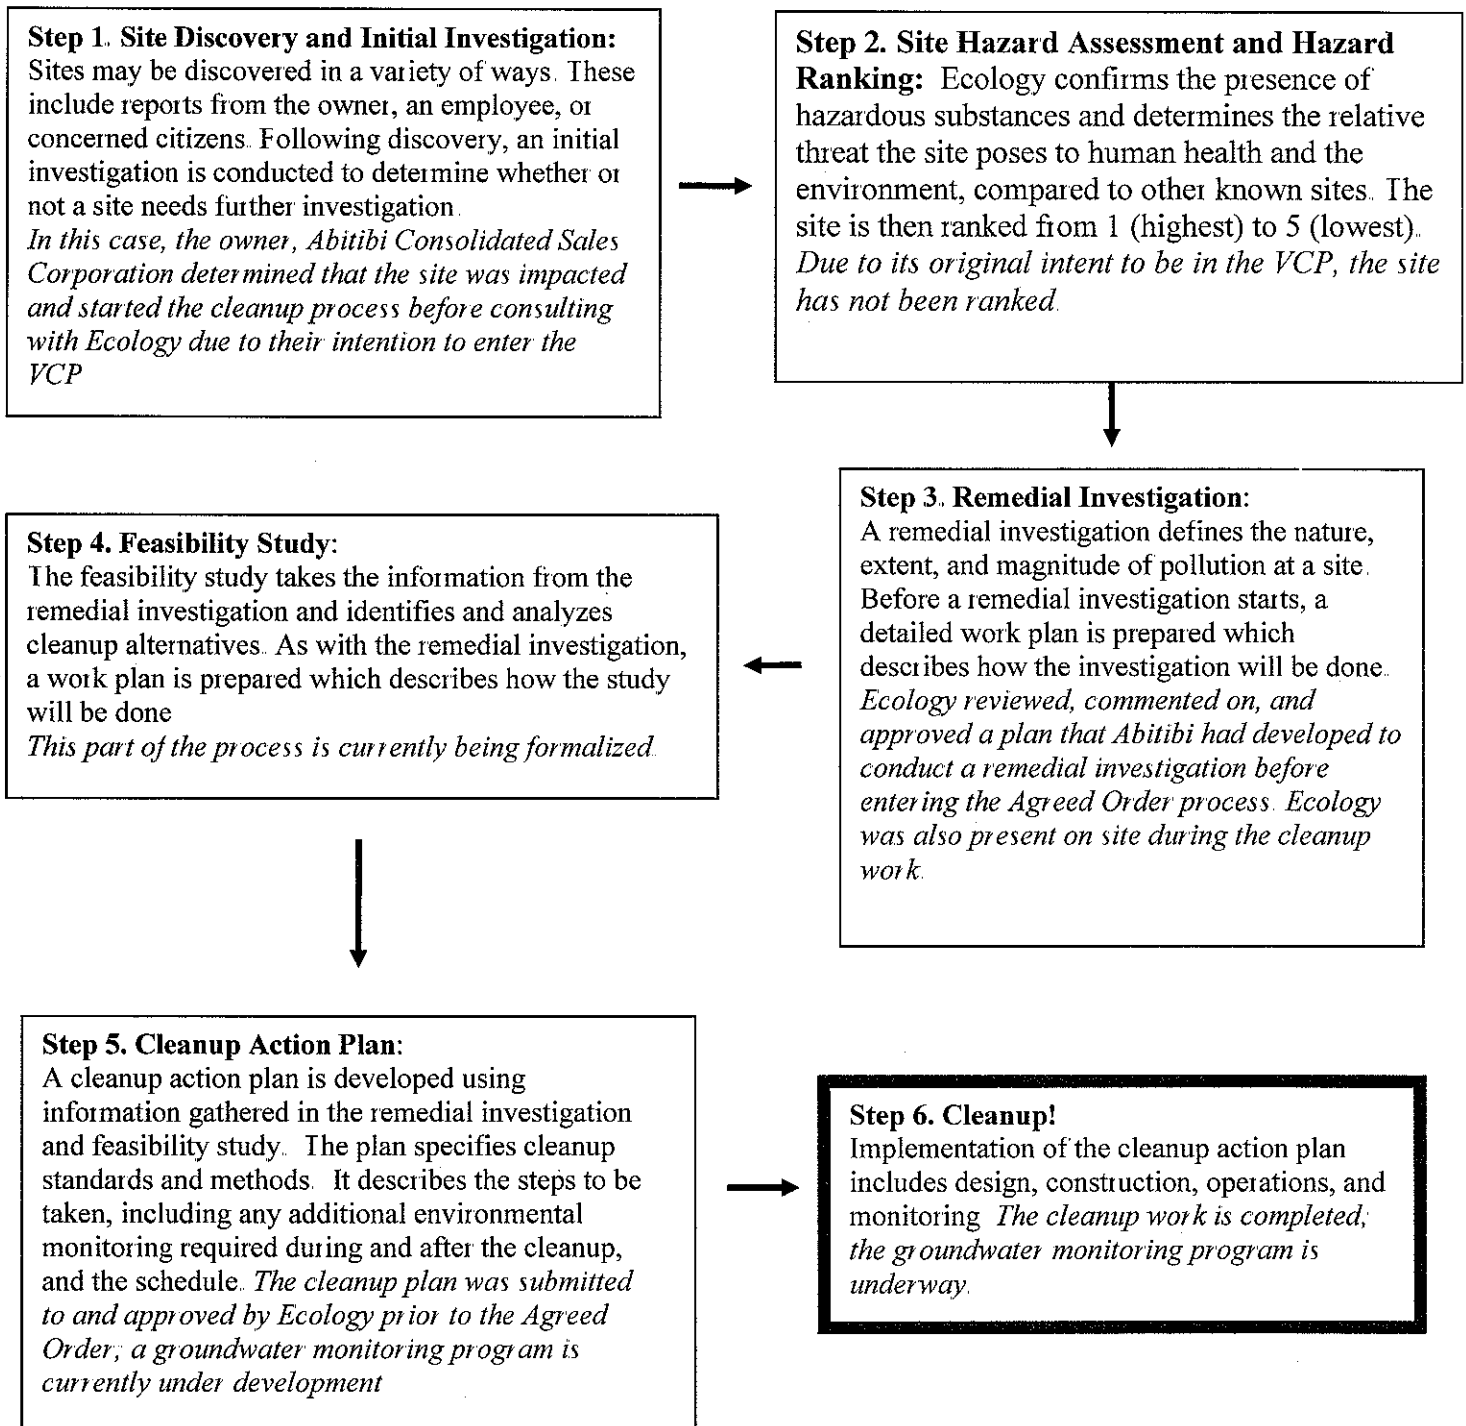 Step 1. Site Discovery and Initial Investigation:
Sites may be discovered in a variety of ways. These
include reports from the owner, an employee, or
concerned citizens. Following discovery, an initial
investigation is conducted to determine whether or
not a site needs further investigation.
In this case, the owner, Abitibi Consolidated Sales
Corporation determined that the site was impacted
and started the cleanup process before consulting
with Ecology due to their intention to enter the
VCP
Step 2. Site Hazard Assessment and Hazard
Ranking: Ecology confirms the presence of
hazardous substances and determines the relative
threat the site poses to human health and the
environment, compared to other known sites. The
site is then ranked from 1 (highest) to 5 (lowest).
Due to its original intent to be in the VCP, the site
has not been ranked.
Step 3. Remedial Investigation:
A remedial investigation defines the nature,
extent, and magnitude of pollution at a site.
Before a remedial investigation starts, a
detailed work plan is prepared which
describes how the investigation will be done.
Ecology reviewed, commented on, and
approved a plan that Abitibi had developed to
conduct a remedial investigation before
entering the Agreed Order process. Ecology
was also present on site during the cleanup
work.
Step 4. Feasibility Study:
The feasibility study takes the information from the
remedial investigation and identifies and analyzes
cleanup alternatives. As with the remedial investigation,
a work plan is prepared which describes how the study
will be done
This part of the process is currently being formalized.
Step 5. Cleanup Action Plan:
A cleanup action plan is developed using
information gathered in the remedial investigation
and feasibility study. The plan specifies cleanup
standards and methods. It describes the steps to be
taken, including any additional environmental
monitoring required during and after the cleanup,
and the schedule. The cleanup plan was submitted
to and approved by Ecology prior to the Agreed
Order; a groundwater monitoring program is
currently under development
Step 6. Cleanup!
Implementation of the cleanup action plan
includes design, construction, operations, and
monitoring The cleanup work is completed;
the groundwater monitoring program is
underway.